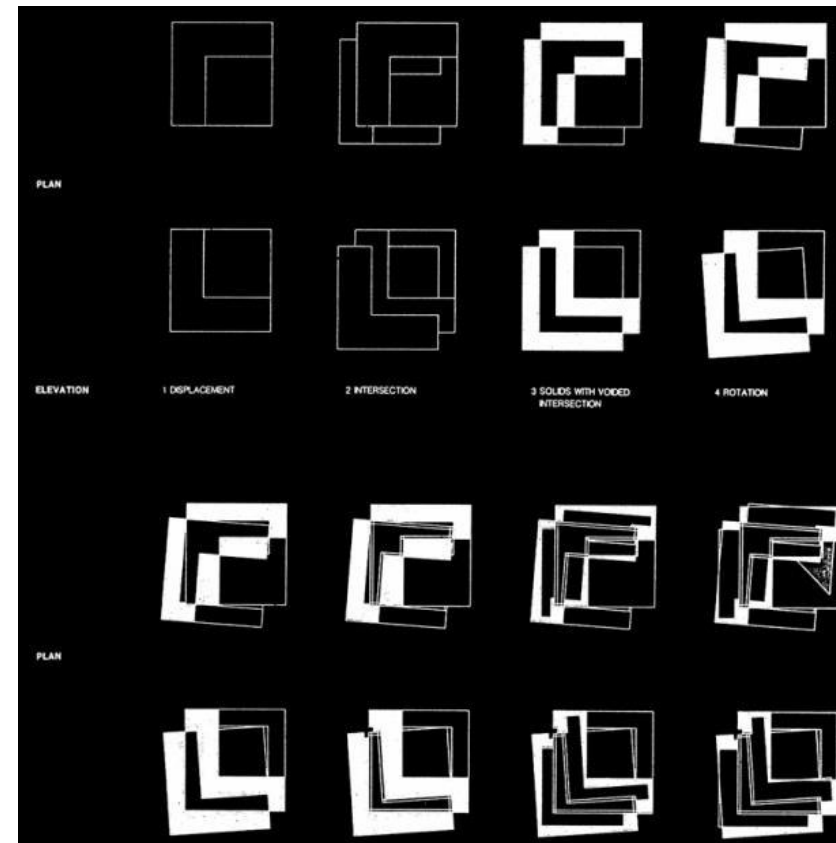 PLAN
ELEVATION
1 DISPLACEMENT
2 INTERSECTION
3 SOLIDS WITH VOIDED
INTERSECTION
4 ROTATION
PLAN